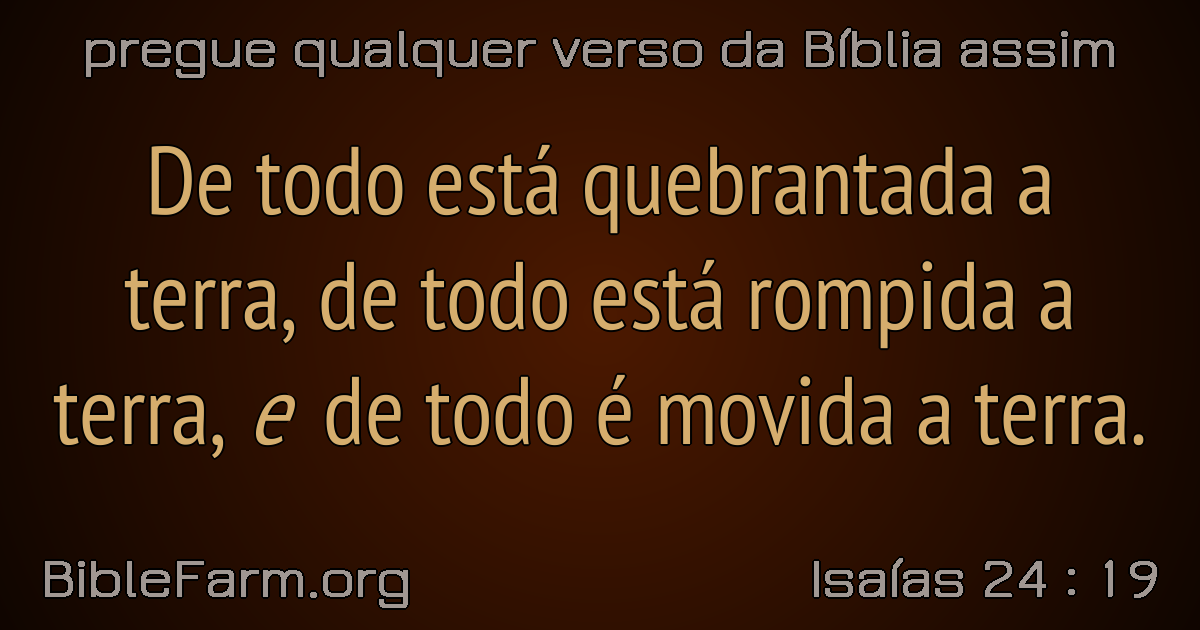 pregue qualquer verso da Bíblia assim
De todo está quebrantada a
terra, de todo está rompida a
terra, e de todo é movida a terra.
BibleFarm.org
Isaías 24 : 19